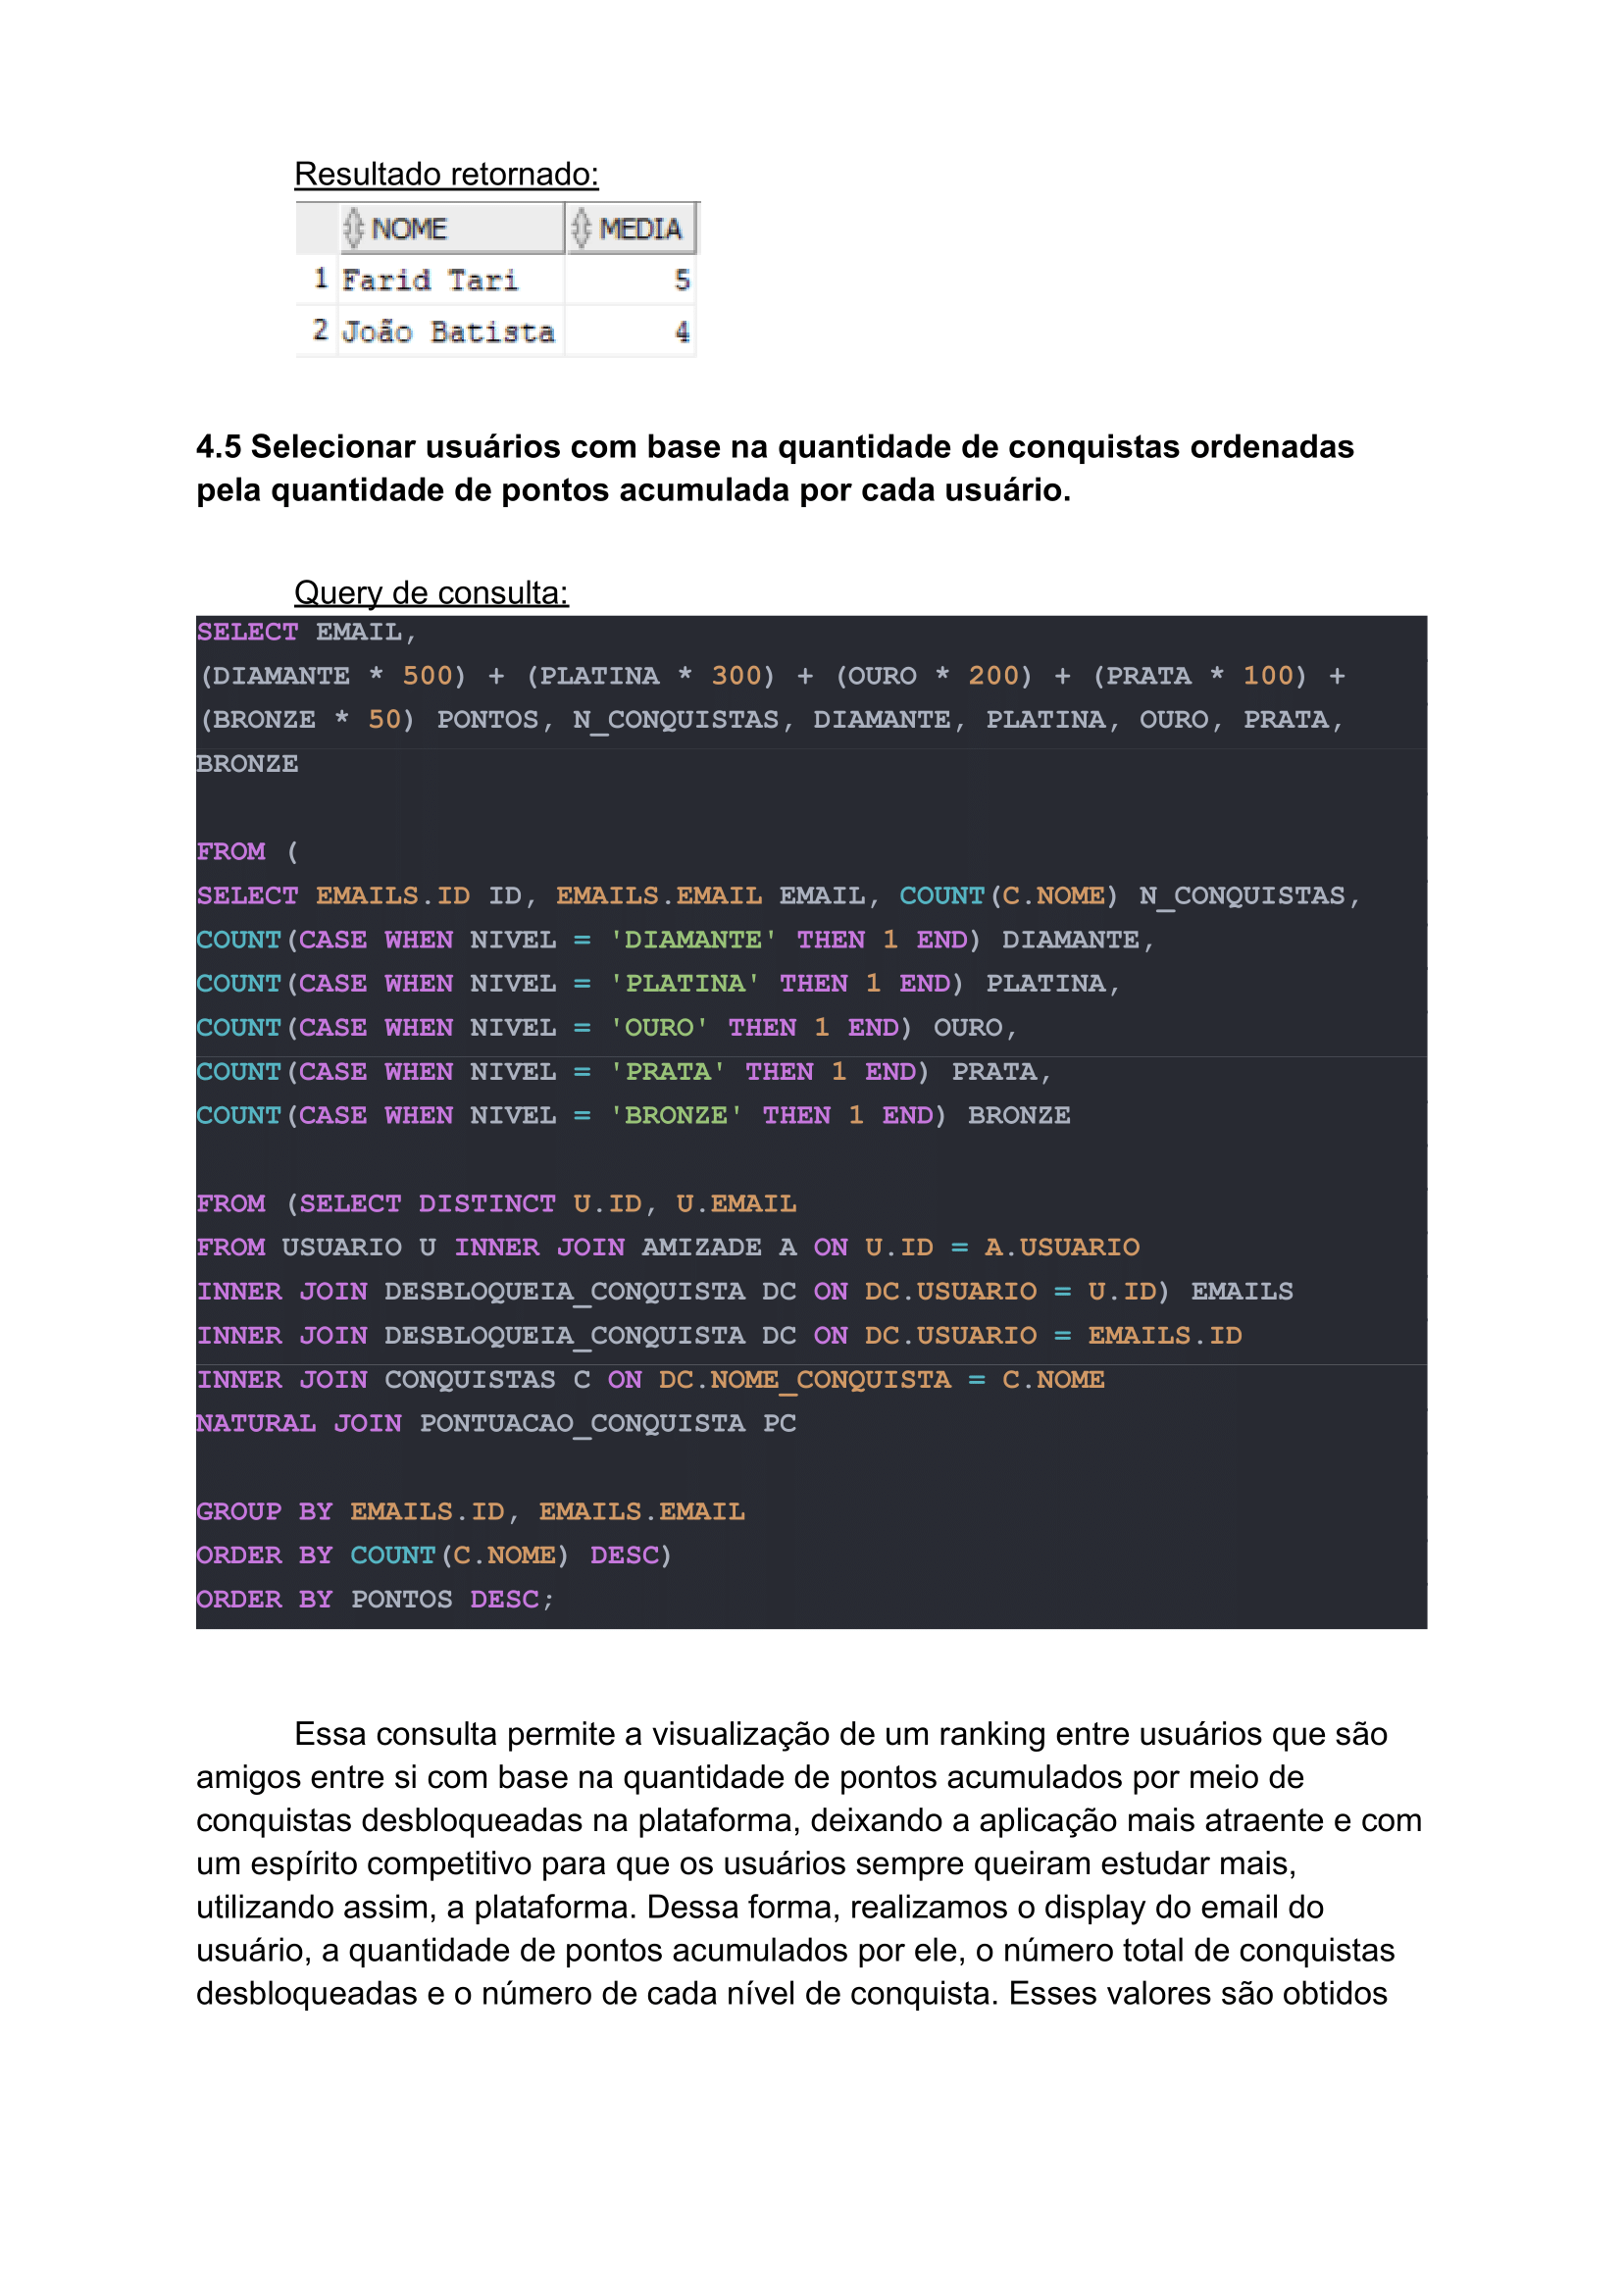 Resultado retornado:
NOME MEDIA
1 Farid Tari 5
2 João Batista 4
4.5 Selecionar usuários com base na quantidade de conquistas ordenadas
pela quantidade de pontos acumulada por cada usuário.
Query de consulta:
SELECT EMAIL,
(DIAMANTE * 500) + (PLATINA * 300) + (OURO * 200) + (PRATA * 100) +
(BRONZE * 50) PONTOS, N_CONQUISTAS, DIAMANTE, PLATINA, OURO, PRATA,
BRONZE
FROM (
SELECT EMAILS.ID ID, EMAILS.EMAIL EMAIL, COUNT(C.NOME) N_CONQUISTAS,
COUNT(CASE WHEN NIVEL = 'DIAMANTE' THEN 1 END) DIAMANTE,
COUNT(CASE WHEN NIVEL = 'PLATINA' THEN 1 END) PLATINA,
COUNT(CASE WHEN NIVEL = 'OURO' THEN 1 END) OURO,
COUNT(CASE WHEN NIVEL = 'PRATA' THEN 1 END) PRATA,
COUNT(CASE WHEN NIVEL = 'BRONZE' THEN 1 END) BRONZE
FROM (SELECT DISTINCT U.ID, U.EMAIL
FROM USUARIO U INNER JOIN AMIZADE A ON U.ID = A.USUARIO
INNER JOIN DESBLOQUEIA_CONQUISTA DC ON DC.USUARIO = U.ID) EMAILS
INNER JOIN DESBLOQUEIA_CONQUISTA DC ON DC.USUARIO = EMAILS.ID
INNER JOIN CONQUISTAS C ON DC.NOME_CONQUISTA = C.NOME
NATURAL JOIN PONTUACAO_CONQUISTA PC
GROUP BY EMAILS.ID, EMAILS.EMAIL
ORDER BY COUNT(C.NOME) DESC)
ORDER BY PONTOS DESC;
Essa consulta permite a visualização de um ranking entre usuários que são
amigos entre si com base na quantidade de pontos acumulados por meio de
conquistas desbloqueadas na plataforma, deixando a aplicação mais atraente e com
um espírito competitivo para que os usuários sempre queiram estudar mais,
utilizando assim, a plataforma. Dessa forma, realizamos o display do email do
usuário, a quantidade de pontos acumulados por ele, o número total de conquistas
desbloqueadas e o número de cada nível de conquista. Esses valores são obtidos